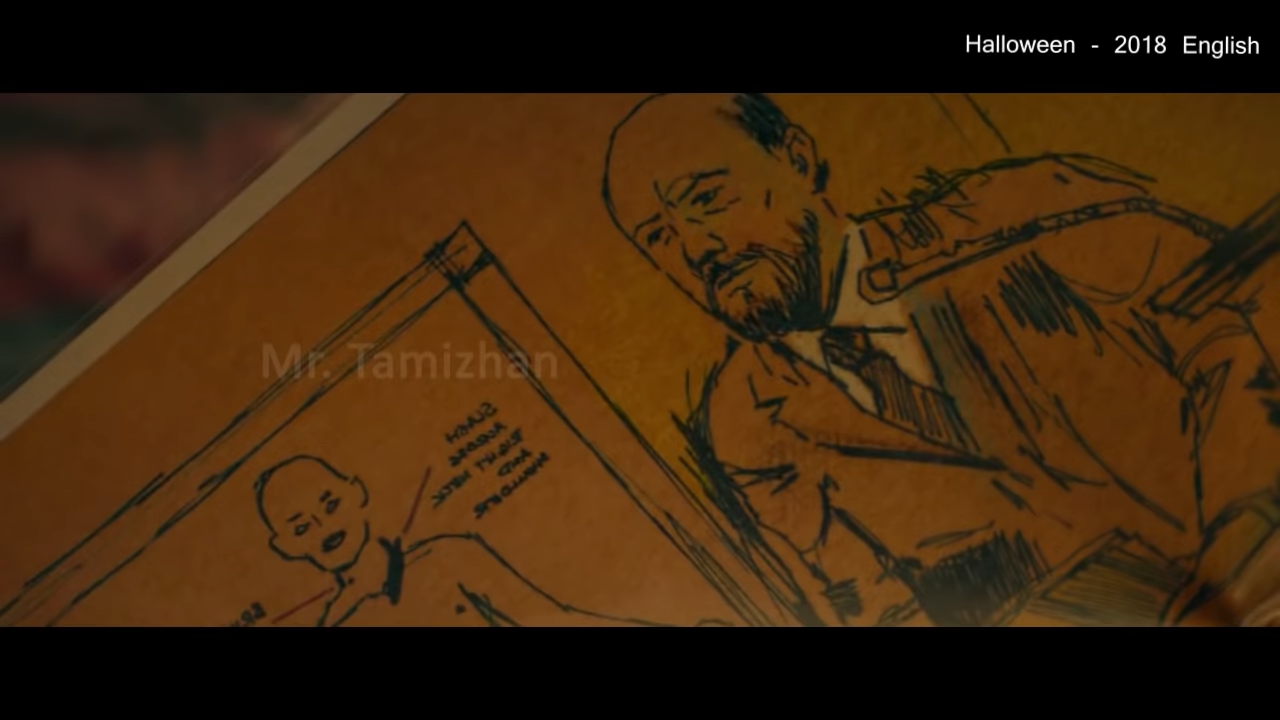 Halloween - 2018 English
Mr. Tamizhan
SLASH
ACROSS
RIGHT NECK
AND
SHOULDER